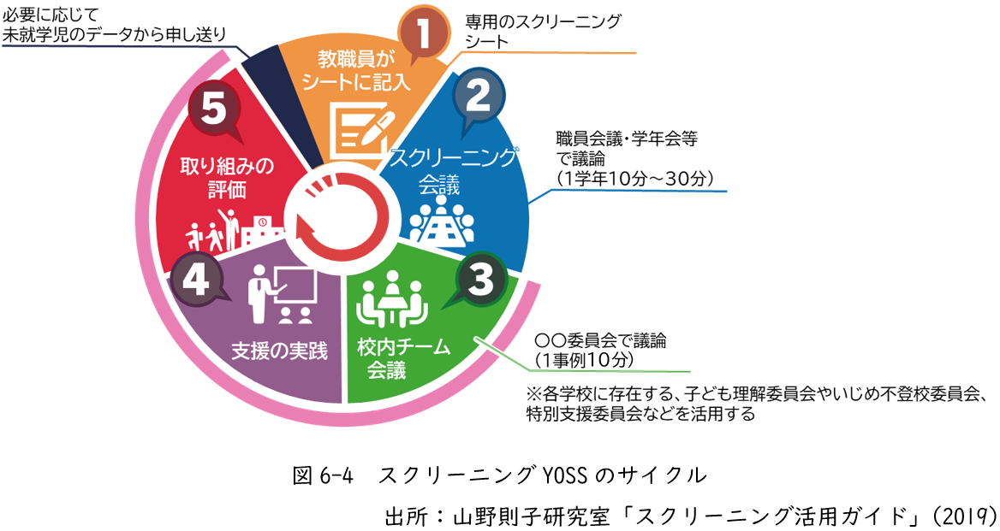 必要に応じて
未就学児のデータから申し送り
1
教職員が
シートに記入
専用のスクリーニング
シート
2
スクリーニング
会議
職員会議・学年会等
で議論
(1学年10分～30分)
3
校内チーム
会議
〇〇委員会で議論
(1事例10分)
※各学校に存在する、子ども理解委員会やいじめ不登校委員会、
特別支援委員会などを活用する
4
支援の実践
5
取り組みの
評価
図6-4　スクリーニングYOSSのサイクル
出所：山野則子研究室「スクリーニング活用ガイド」(2019)